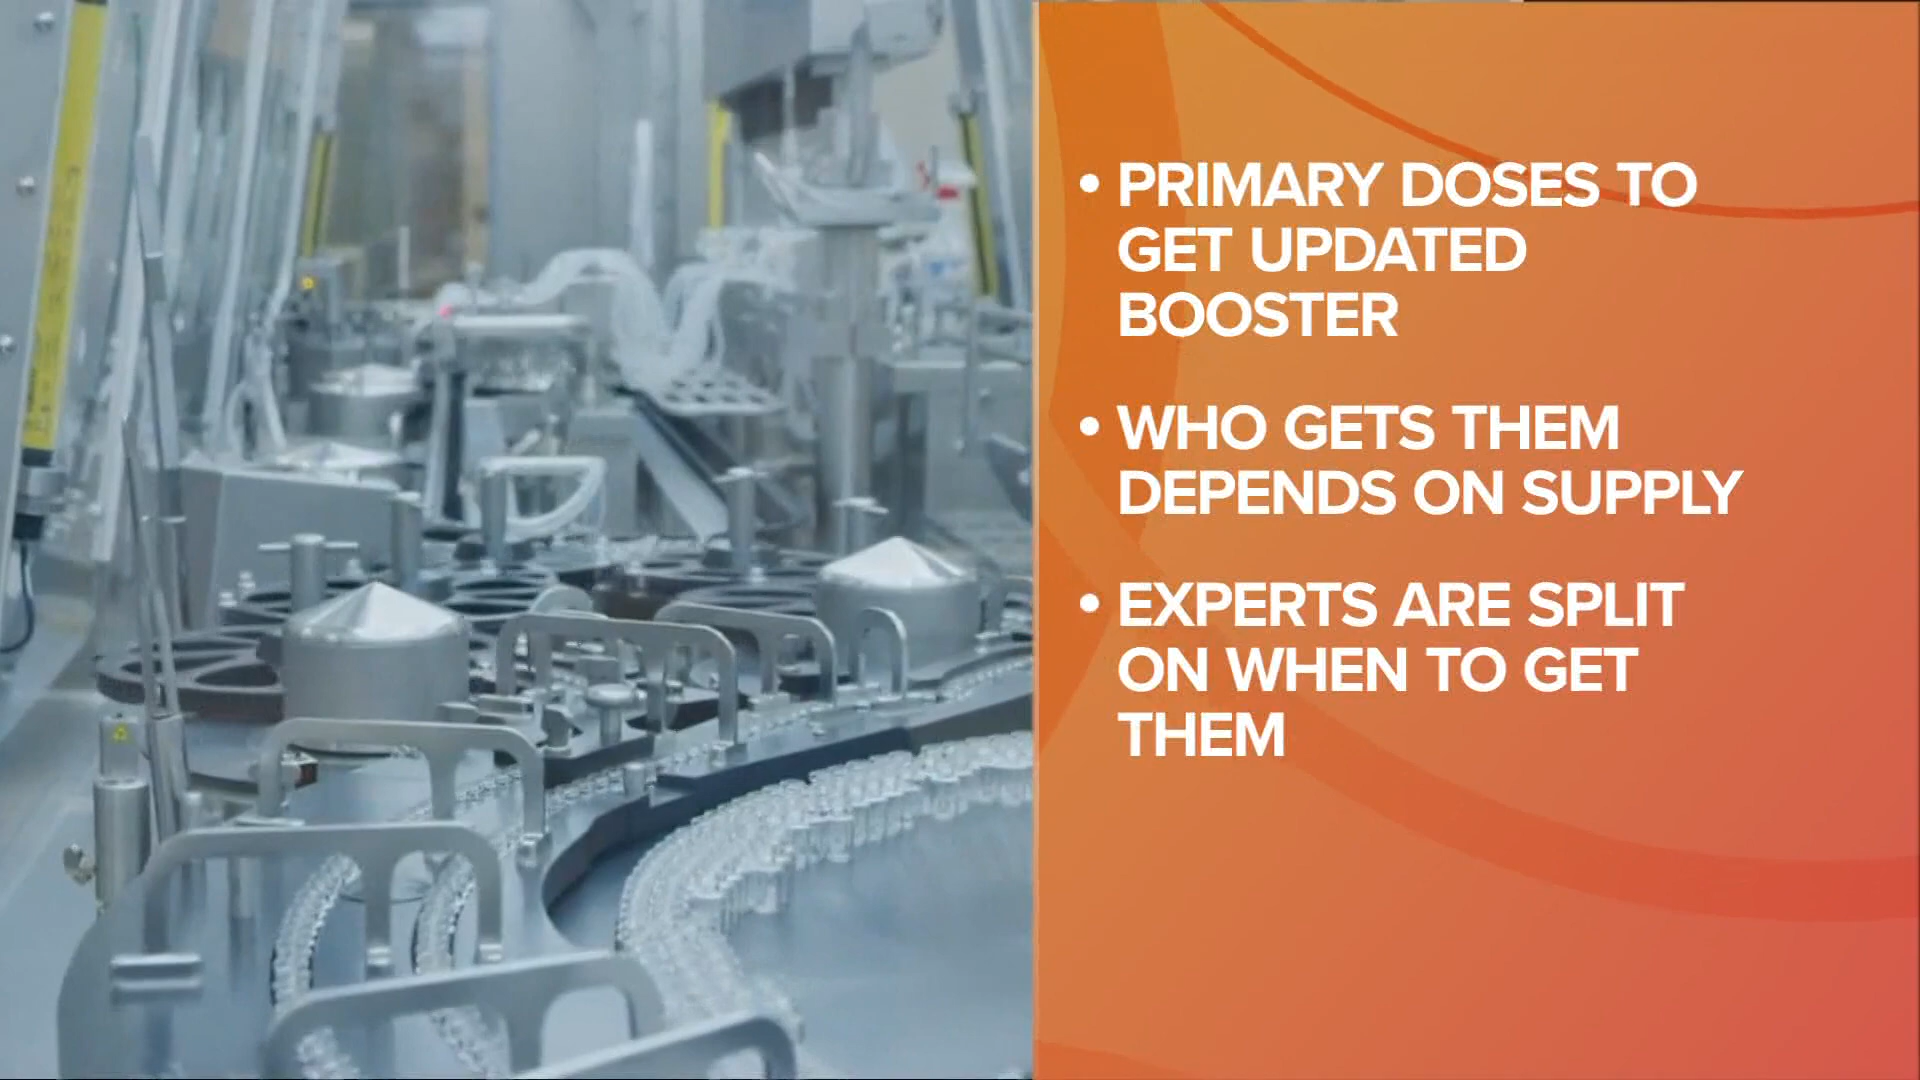 • PRIMARY DOSES TO
GET UPDATED
BOOSTER
• WHO GETS THEM
DEPENDS ON SUPPLY
• EXPERTS ARE SPLIT
ON WHEN TO GET
THEM